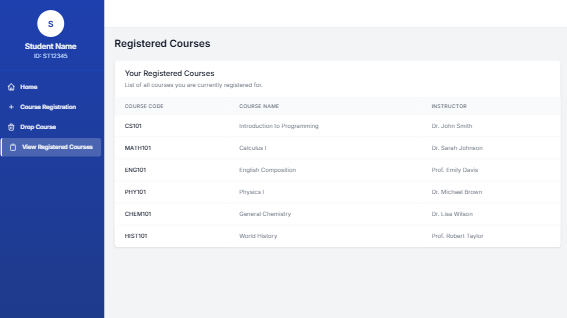 S
Student Name
ID: ST12345
Home
Course Registration
Drop Course
View Registered Courses
Registered Courses
Your Registered Courses
List of all courses you are currently registered for.
COURSE CODE COURSE NAME INSTRUCTOR
CS101 Introduction to Programming Dr. John Smith
MATH101 Calculus I Dr. Sarah Johnson
ENG101 English Composition Prof. Emily Davis
PHY101 Physics I Dr. Michael Brown
CHEM101 General Chemistry Dr. Lisa Wilson
HIST101 World History Prof. Robert Taylor